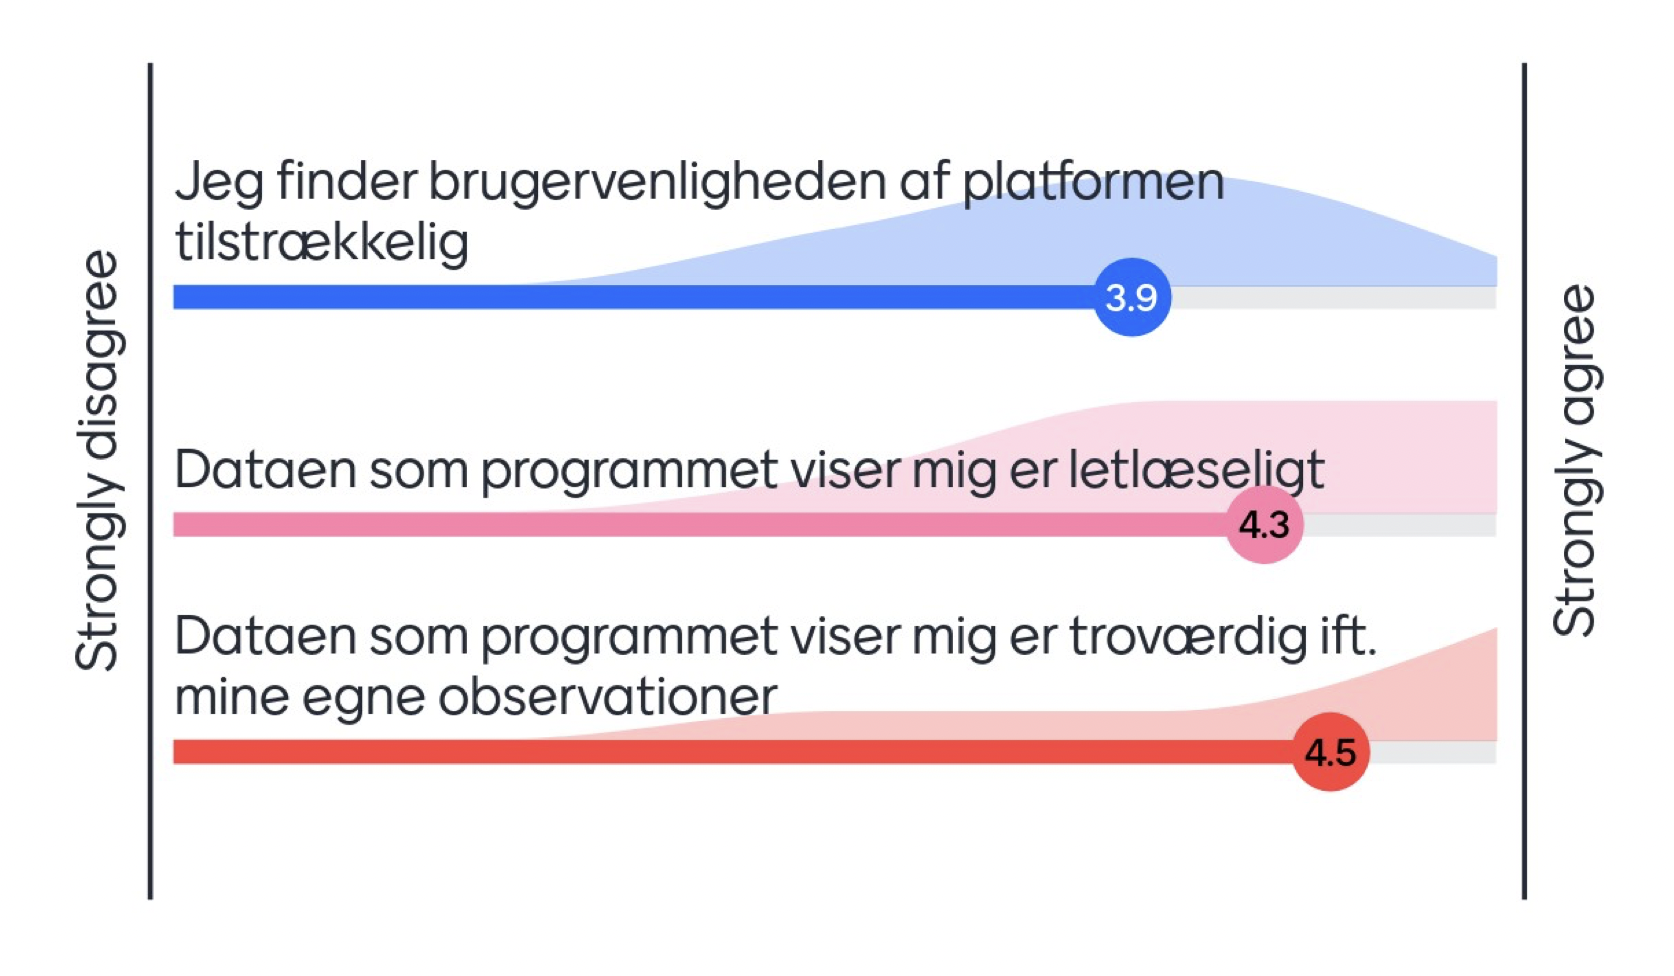 Strongly disagree
Jeg finder brugervenligheden af platformen
tilstrækkelig
3.9
Dataen som programmet viser mig er letlæseligt
4.3
Dataen som programmet viser mig er troværdig ift.
mine egne observationer
4.5
Strongly agree